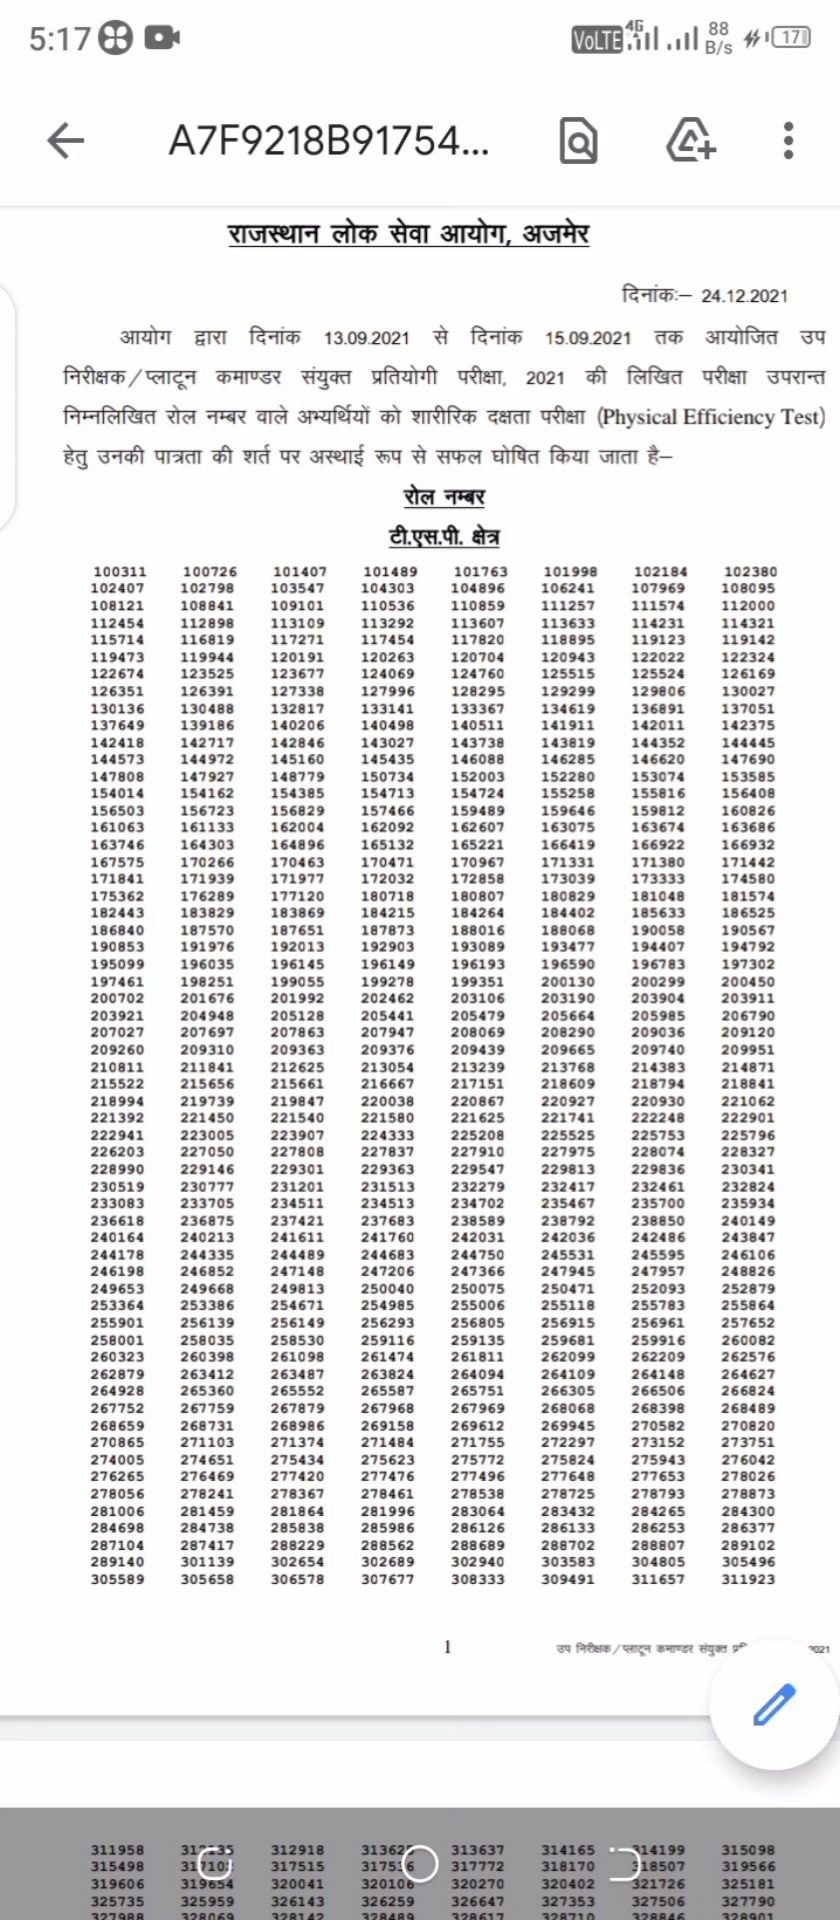 5:17
VoLTE 4G 88 B/s 17
A7F9218B91754...
राजस्थान लोक सेवा आयोग, अजमेर
दिनांकः– 24.12.2021
आयोग द्वारा दिनांक 13.09.2021 से दिनांक 15.09.2021 तक आयोजित उप
निरीक्षक/प्लाटून कमाण्डर संयुक्त प्रतियोगी परीक्षा, 2021 की लिखित परीक्षा उपरान्त
निम्नलिखित रोल नम्बर वाले अभ्यर्थियों को शारीरिक दक्षता परीक्षा (Physical Efficiency Test)
हेतु उनकी पात्रता की शर्त पर अस्थाई रूप से सफल घोषित किया जाता है–
रोल नम्बर
टी.एस.पी. क्षेत्र
100311 100726 101407 101489 101763 101998 102184 102380
102407 102798 103547 104303 104896 106241 107969 108095
108121 108841 109101 110536 110859 111257 111574 112000
112454 112898 113109 113292 113607 113633 114231 114321
115714 116819 117271 117454 117820 118895 119123 119142
119473 119944 120191 120263 120704 120943 122022 122324
122674 123525 123677 124069 124760 125515 125524 126169
126351 126391 127338 127996 128295 129299 129806 130027
130136 130488 132817 133141 133367 134619 136891 137051
137649 139186 140206 140498 140511 141911 142011 142375
142418 142717 142846 143027 143738 143819 144352 144445
144573 144972 145160 145435 146088 146285 146620 147690
147808 147927 148779 150734 152003 152280 153074 153585
154014 154162 154385 154713 154724 155258 155816 156408
156503 156723 156829 157466 159489 159646 159812 160826
161063 161133 162004 162092 162607 163075 163674 163686
163746 164303 164896 165132 165221 166419 166922 166932
167575 170266 170463 170471 170967 171331 171380 171442
171841 171939 171977 172032 172858 173039 173333 174580
175362 176289 177120 180718 180807 180829 181048 181574
182443 183829 183869 184215 184264 184402 185633 186525
186840 187570 187651 187873 188016 188068 190058 190567
190853 191976 192013 192903 193089 193477 194407 194792
195099 196035 196145 196149 196193 196590 196783 197302
197461 198251 199055 199278 199351 200130 200299 200450
200702 201676 201992 202462 203106 203190 203904 203911
203921 204948 205128 205441 205479 205664 205985 206790
207027 207697 207863 207947 208069 208290 209036 209120
209260 209310 209363 209376 209439 209665 209740 209951
210811 211841 212625 213054 213239 213768 214383 214871
215522 215656 215661 216667 217151 218609 218794 218841
218994 219739 219847 220038 220867 220927 220930 221062
221392 221450 221540 221580 221625 221741 222248 222901
222941 223005 223907 224333 225208 225525 225753 225796
226203 227050 227808 227837 227910 227975 228074 228327
228990 229146 229301 229363 229547 229813 229836 230341
230519 230777 231201 231513 232279 232417 232461 232824
233083 233705 234511 234513 234702 235467 235700 235934
236618 236875 237421 237683 238589 238792 238850 240149
240164 240213 241611 241760 242031 242036 242486 243847
244178 244335 244489 244683 244750 245531 245595 246106
246198 246852 247148 247206 247366 247945 247957 248826
249653 249668 249813 250040 250075 250471 252093 252879
253364 253386 254671 254985 255006 255118 255783 255864
255901 256139 256149 256293 256805 256915 256961 257652
258001 258035 258530 259116 259135 259681 259916 260082
260323 260398 261098 261474 261811 262099 262209 262576
262879 263412 263487 263824 264094 264109 264148 264627
264928 265360 265552 265587 265751 266305 266506 266824
267752 267759 267879 267968 267969 268068 268398 268489
268659 268731 268986 269158 269612 269945 270582 270820
270865 271103 271374 271484 271755 272297 273152 273751
274005 274651 275434 275623 275772 275824 275943 276042
276265 276469 277420 277476 277496 277648 277653 278026
278056 278241 278367 278461 278538 278725 278793 278873
281006 281459 281864 281996 283064 283432 284265 284300
284698 284738 285838 285986 286126 286133 286253 286377
287104 287417 288229 288562 288689 288702 288807 289102
289140 301139 302654 302689 302940 303583 304805 305496
305589 305658 306578 307677 308333 309491 311657 311923
1
उप निरीक्षक/प्लाटून कमाण्डर संयुक्त
311958 312918 313637 314165 314199 315098
315498 317515 317772 318170 318507 319566
319606 319654 320041 320106 320270 320402 321726 325181
325735 325959 326143 326259 326647 327353 327506 327790
327988 328069 328142 328489 328617 328710 328846 328901